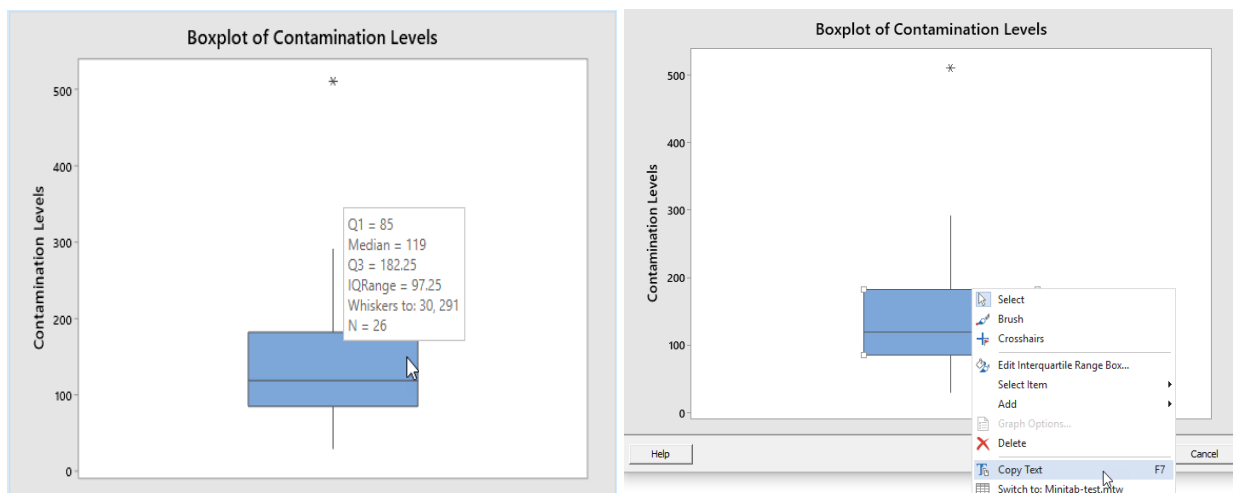 Boxplot of Contamination Levels
Contamination Levels
500
400
300
200
100
0
*
Q1 = 85
Median = 119
Q3 = 182.25
IQRange = 97.25
Whiskers to: 30, 291
N = 26
Boxplot of Contamination Levels
Contamination Levels
500
400
300
200
100
0
*
Select
Brush
Crosshairs
Edit Interquartile Range Box...
Select Item
Add
Graph Options...
Delete
Copy Text F7
Switch to: Minitab-test.mtw
Help
Cancel